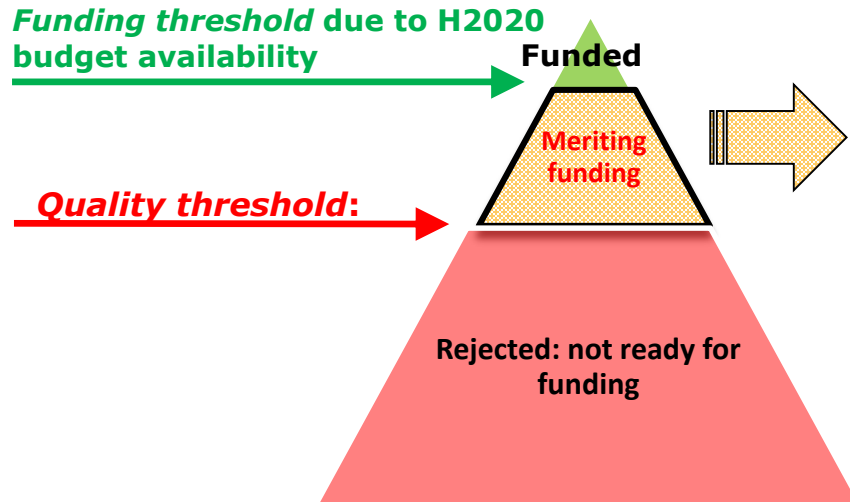 Funding threshold due to H2020
budget availability
Funded
Meriting
funding
Quality threshold:
Rejected: not ready for
funding